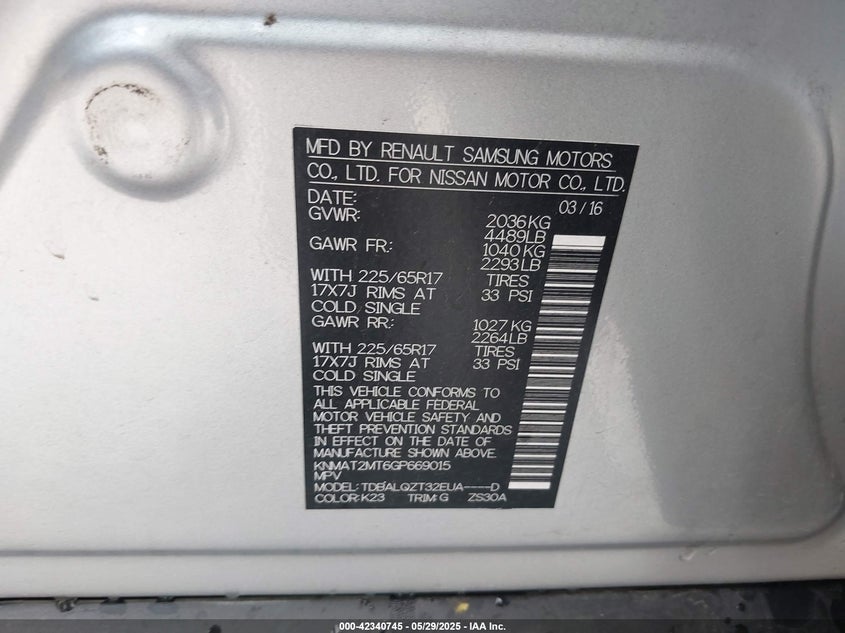 MFD BY RENAULT SAMSUNG MOTORS
CO., LTD. FOR NISSAN MOTOR CO., LTD.
DATE: 03/16
GVWR: 2036KG
4489LB
GAWR FR: 1040KG
2293LB
WITH 225/65R17 TIRES
17X7J RIMS AT 33 PSI
COLD SINGLE
GAWR RR: 1027KG
2264LB
WITH 225/65R17 TIRES
17X7J RIMS AT 33 PSI
COLD SINGLE
THIS VEHICLE CONFORMS TO
ALL APPLICABLE FEDERAL
MOTOR VEHICLE SAFETY AND
THEFT PREVENTION STANDARDS
IN EFFECT ON THE DATE OF
MANUFACTURE SHOWN ABOVE.
KNMAT2MT6GP669015
MPV
MODEL: TDBALQZT32EUA----D
COLOR: K23 TRIM: G ZS30A
000-42340745 - 05/29/2025 - IAA Inc.